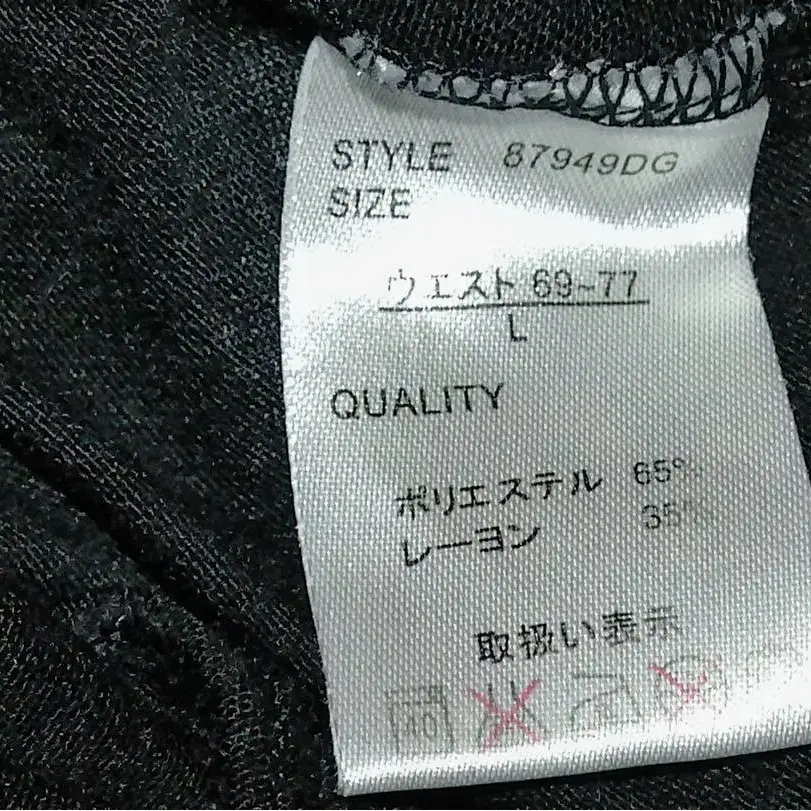 STYLE 87949DG
SIZE
ウエスト 69~77
L
QUALITY
ポリエステル 65%
レーヨン 35%
取扱い表示
40